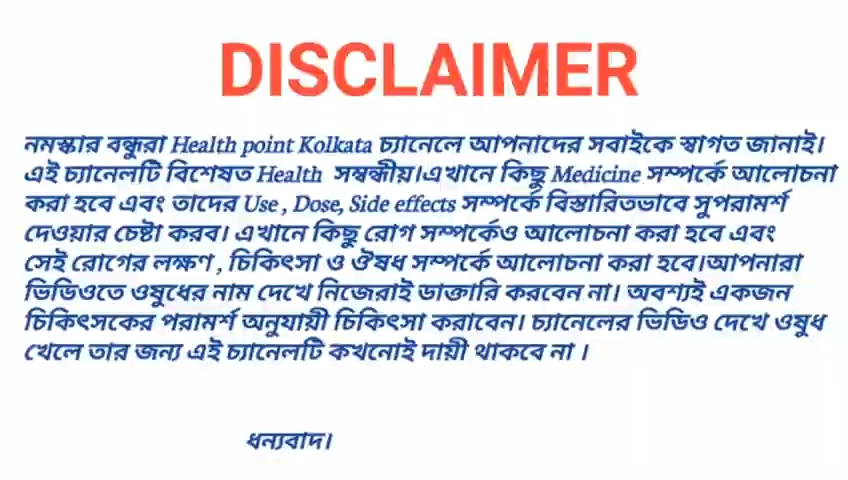 DISCLAIMER
নমস্কার বন্ধুরা Health point Kolkata চ্যানেলে আপনাদের সবাইকে স্বাগত জানাই।
এই চ্যানেলটি বিশেষত Health সম্বন্ধীয়।এখানে কিছু Medicine সম্পর্কে আলোচনা
করা হবে এবং তাদের Use , Dose, Side effects সম্পর্কে বিস্তারিতভাবে সুপরামর্শ
দেওয়ার চেষ্টা করব। এখানে কিছু রোগ সম্পর্কেও আলোচনা করা হবে এবং
সেই রোগের লক্ষণ , চিকিৎসা ও ঔষধ সম্পর্কে আলোচনা করা হবে।আপনারা
ভিডিওতে ওষুধের নাম দেখে নিজেরাই ডাক্তারি করবেন না। অবশ্যই একজন
চিকিৎসকের পরামর্শ অনুযায়ী চিকিৎসা করাবেন। চ্যানেলের ভিডিও দেখে ওষুধ
খেলে তার জন্য এই চ্যানেলটি কখনোই দায়ী থাকবে না ।
ধন্যবাদ।